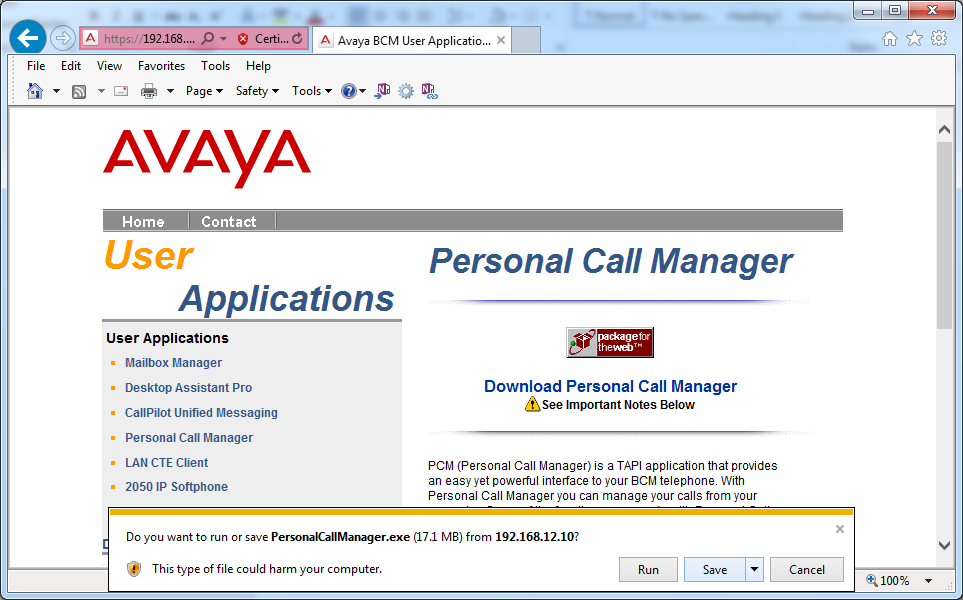 https://192.168....
Certi...
Avaya BCM User Applicatio...
File Edit View Favorites Tools Help
Page Safety Tools
AVAYA
Home Contact
User
Applications
User Applications
Mailbox Manager
Desktop Assistant Pro
CallPilot Unified Messaging
Personal Call Manager
LAN CTE Client
2050 IP Softphone
Personal Call Manager
package for
the web™
Download Personal Call Manager
See Important Notes Below
PCM (Personal Call Manager) is a TAPI application that provides
an easy yet powerful interface to your BCM telephone. With
Personal Call Manager you can manage your calls from your
Do you want to run or save PersonalCallManager.exe (17.1 MB) from 192.168.12.10?
This type of file could harm your computer.
Run Save Cancel
100%